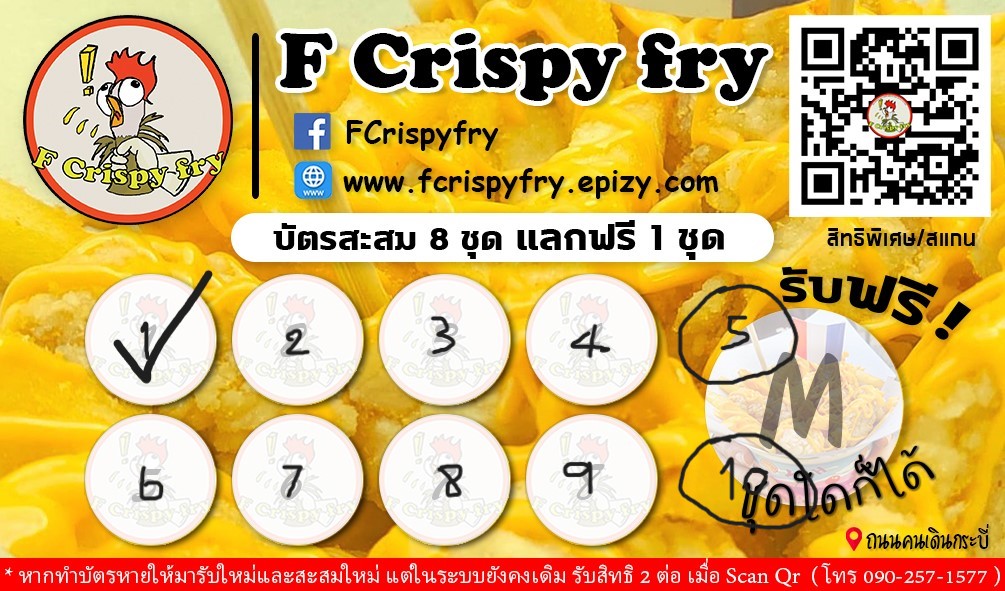 F Crispy fry
F Crispy fry
FCrispyfry
www.fcrispyfry.epizy.com
บัตรสะสม 8 ชุด แลกฟรี 1 ชุด
สิทธิพิเศษ/สแกน
รับฟรี !
1 2 3 4 5
M
6 7 8 9 10
ชุดใดก็ได้
ถนนคนเดินกระบี่
* หากทำบัตรหายให้มารับใหม่และสะสมใหม่ แต่ในระบบยังคงเดิม รับสิทธิ 2 ต่อ เมื่อ Scan Qr ( โทร 090-257-1577 )